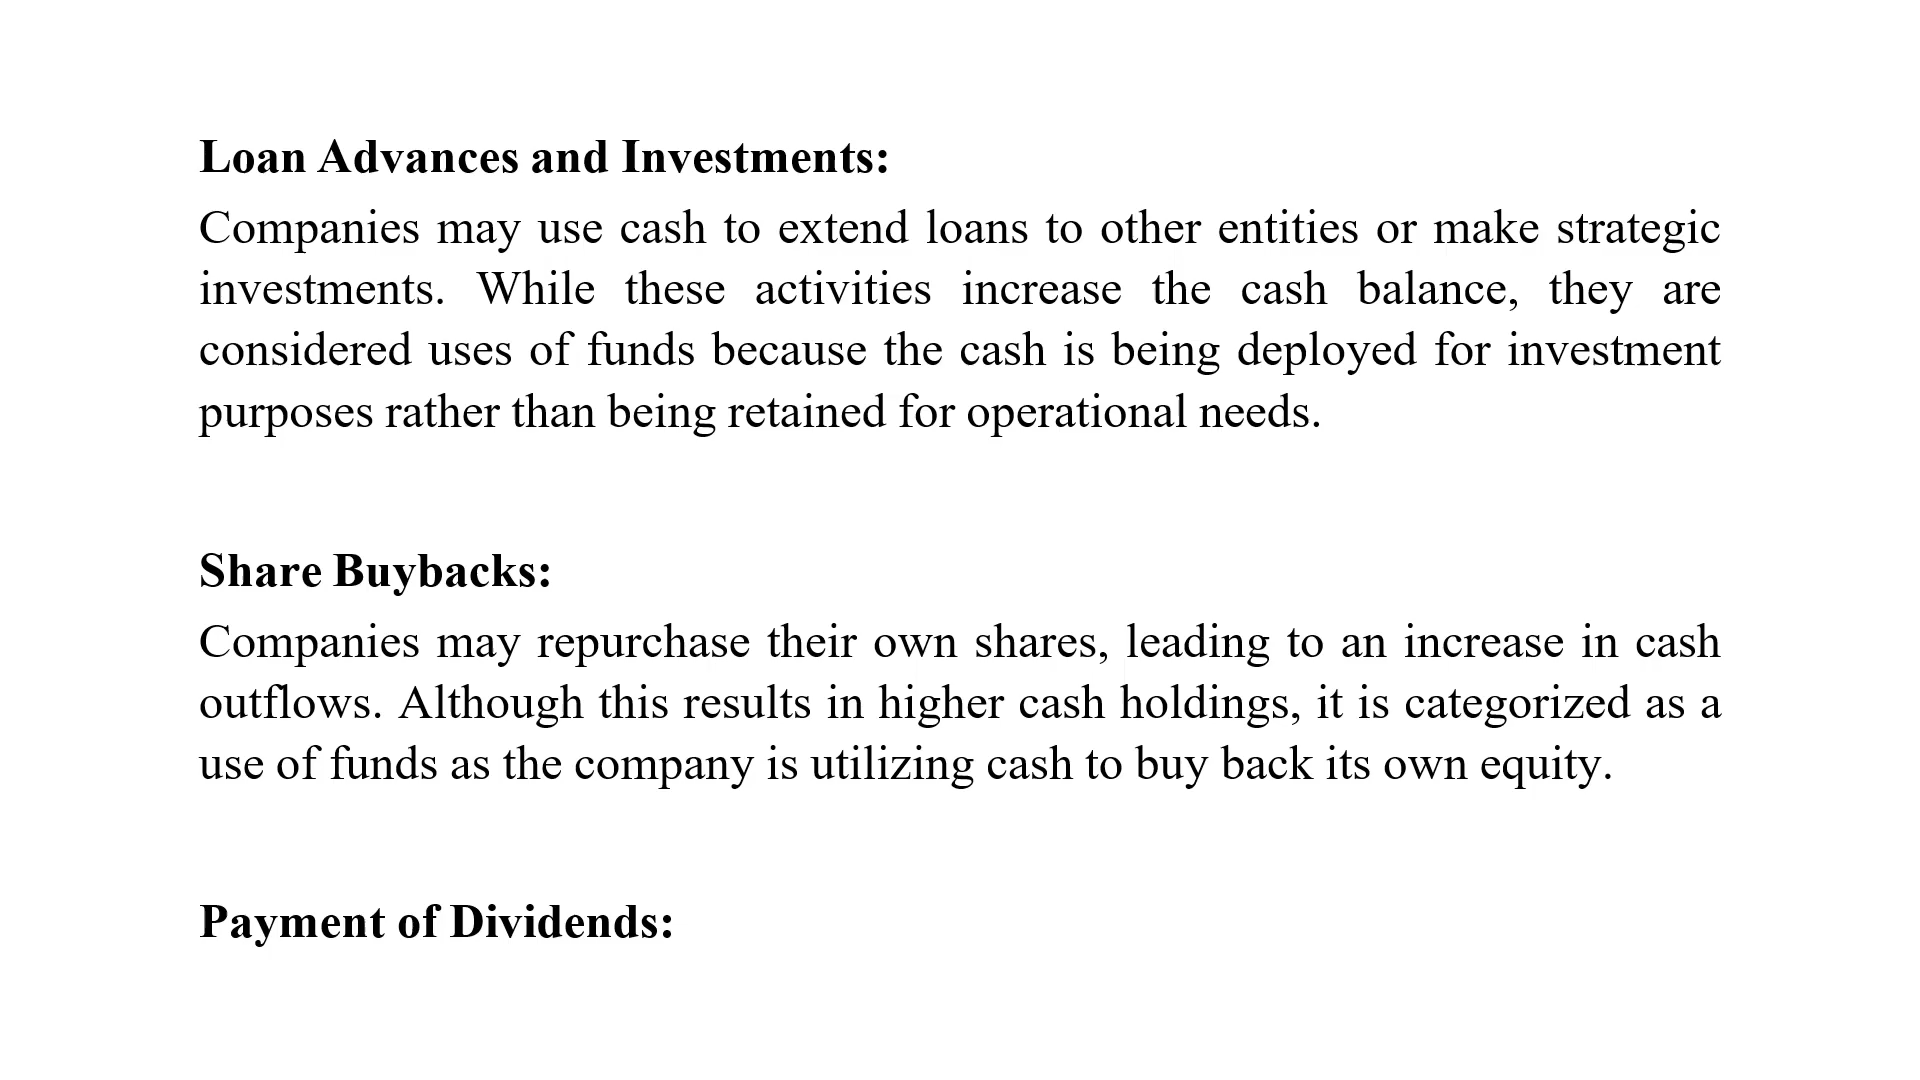 Loan Advances and Investments:
Companies may use cash to extend loans to other entities or make strategic
investments. While these activities increase the cash balance, they are
considered uses of funds because the cash is being deployed for investment
purposes rather than being retained for operational needs.
Share Buybacks:
Companies may repurchase their own shares, leading to an increase in cash
outflows. Although this results in higher cash holdings, it is categorized as a
use of funds as the company is utilizing cash to buy back its own equity.
Payment of Dividends: